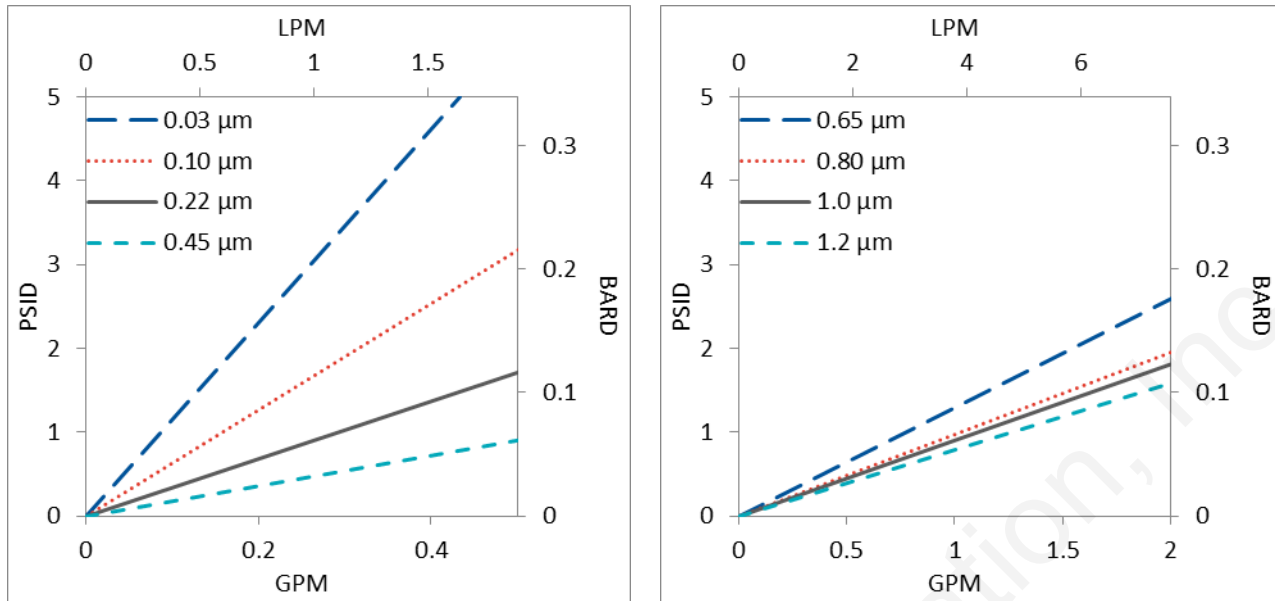 LPM
0 0.5 1 1.5
5
4
3
2
1
0
PSID
0.03 µm
0.10 µm
0.22 µm
0.45 µm
0.3
0.2
0.1
0
BARD
0 0.2 0.4
GPM
LPM
0 2 4 6
5
4
3
2
1
0
PSID
0.65 µm
0.80 µm
1.0 µm
1.2 µm
0.3
0.2
0.1
0
BARD
0 0.5 1 1.5 2
GPM
ation, Inc